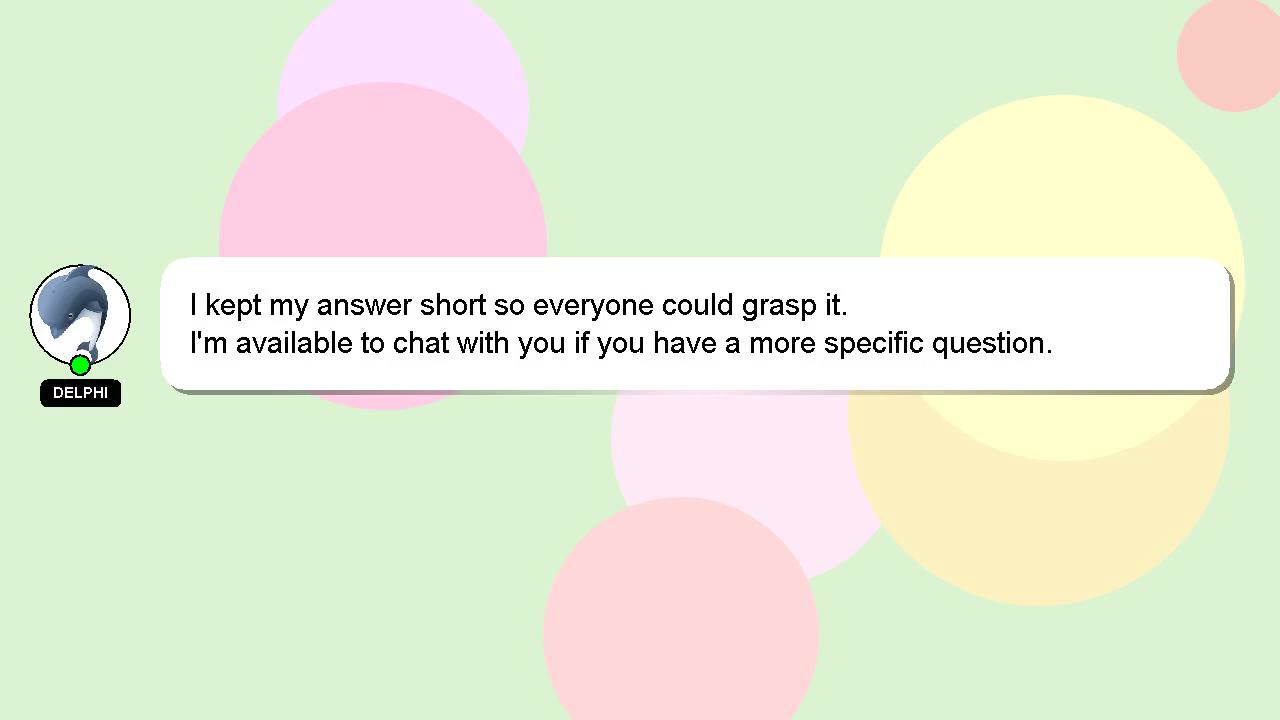 I kept my answer short so everyone could grasp it.
I'm available to chat with you if you have a more specific question.
DELPHI